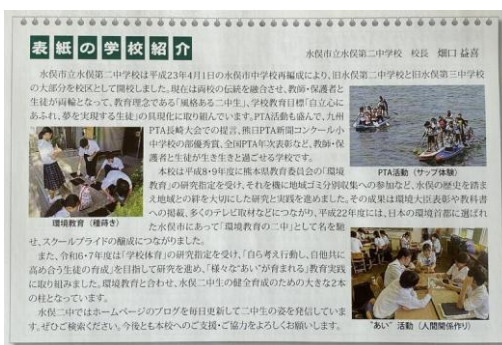 表紙の学校紹介
水俣市立水俣第二中学校 校長 畑口 益喜
水俣市立水俣第二中学校は平成23年4月1日の水俣市中学校再編成により、旧水俣第二中学校と旧水俣第三中学校
の大部分を校区として開校しました。現在は両校の伝統を融合させ、教師・保護者と
生徒が両輪となって、教育理念である「風格ある二中生」、学校教育目標「自立心に
あふれ、夢を実現する生徒」の具現化に取り組んでいます。PTA活動も盛んで、九州
PTA長崎大会での提言、熊日PTA新聞コンクール小
中学校の部優秀賞、全国PTA年次表彰など、教師・保
護者と生徒が生き生きと過ごせる学校です。
本校は平成8・9年度に熊本県教育委員会の「環境
教育」の研究指定を受け、それを機に地域ゴミ分別収集への参加など、水俣の歴史を踏ま
え地域との絆を大切にした研究と実践を進めました。その成果は環境大臣表彰や教科書
への掲載、多くのテレビ取材などにつながり、平成22年度には、日本の環境首都に選ばれ
た水俣市にあって「環境教育の二中」として名を馳
せ、スクールプライドの醸成につながりました。
また、令和6・7年度は「学校体育」の研究指定を受け、「自ら考え行動し、自他共に
高め合う生徒の育成」を目指して研究を進め、「様々な"あい"が育まれる」教育実践
に取り組みました。環境教育と合わせ、水俣二中生の健全育成のための大きな2本
の柱となっています。
水俣二中ではホームページのブログを毎日更新して二中生の姿を発信していま
す。ぜひご検索ください。今後とも本校へのご支援・ご協力をよろしくお願いします。
環境教育(種蒔き)
PTA活動(サップ体験)
"あい"活動(人間関係作り)